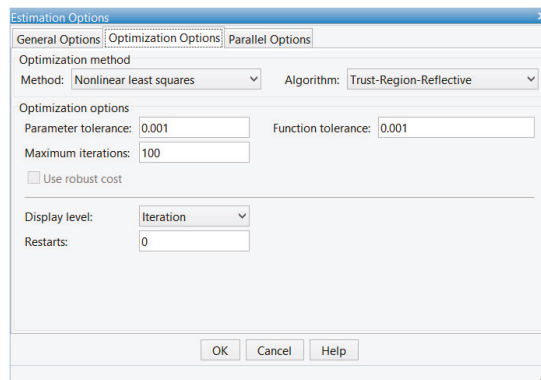 Estimation Options
General Options Optimization Options Parallel Options
Optimization method
Method: Nonlinear least squares Algorithm: Trust-Region-Reflective
Optimization options
Parameter tolerance: 0.001 Function tolerance: 0.001
Maximum iterations: 100
Use robust cost
Display level: Iteration
Restarts: 0
OK Cancel Help